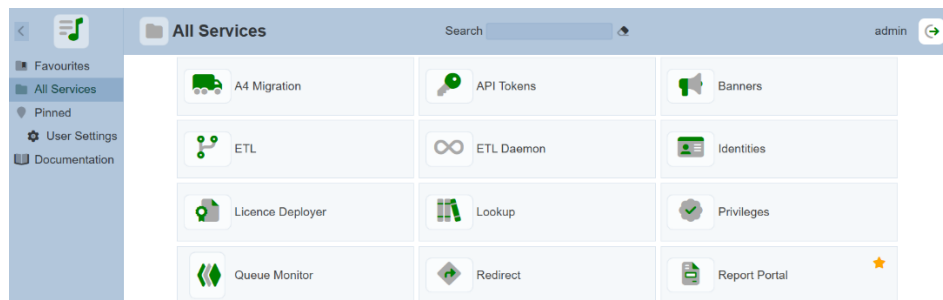 All Services
Search
admin
Favourites
All Services
Pinned
User Settings
Documentation
A4 Migration
API Tokens
Banners
ETL
ETL Daemon
Identities
Licence Deployer
Lookup
Privileges
Queue Monitor
Redirect
Report Portal